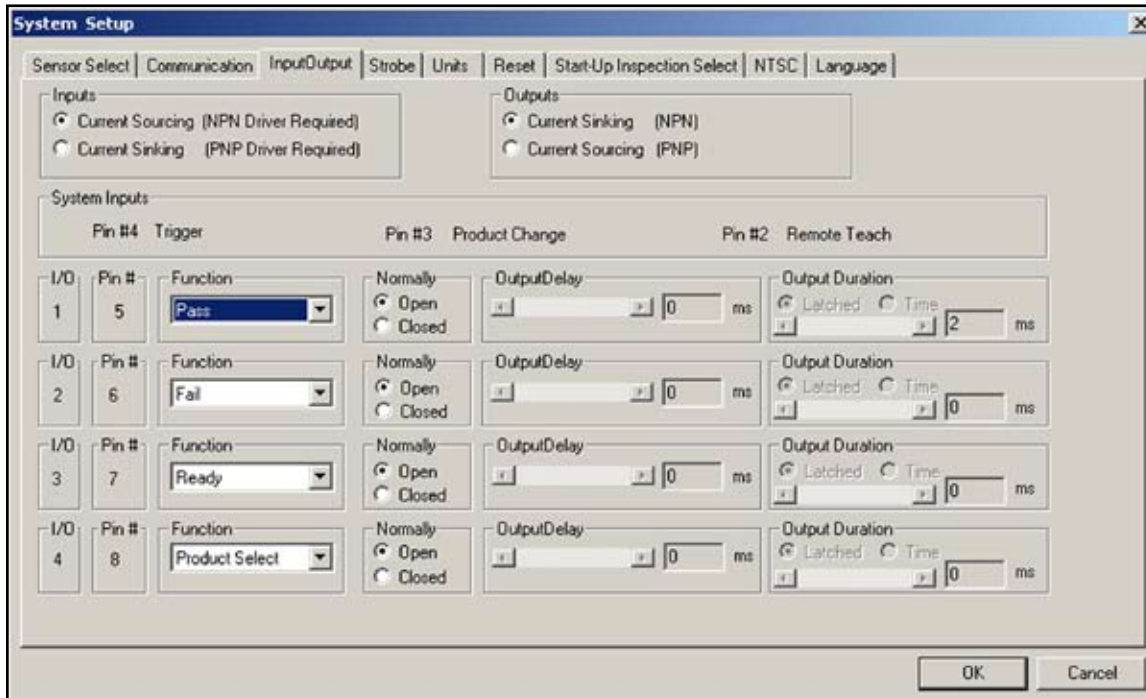 System Setup
Sensor Select Communication InputOutput Strobe Units Reset Start-Up Inspection Select NTSC Language
Inputs
Current Sourcing (NPN Driver Required)
Current Sinking (PNP Driver Required)
Outputs
Current Sinking (NPN)
Current Sourcing (PNP)
System Inputs
Pin #4 Trigger Pin #3 Product Change Pin #2 Remote Teach
I/O Pin # Function Normally OutputDelay Output Duration
1 5 Pass Open 0 ms Latched Time
Closed 2 ms
I/O Pin # Function Normally OutputDelay Output Duration
2 6 Fail Open 0 ms Latched Time
Closed 0 ms
I/O Pin # Function Normally OutputDelay Output Duration
3 7 Ready Open 0 ms Latched Time
Closed 0 ms
I/O Pin # Function Normally OutputDelay Output Duration
4 8 Product Select Open 0 ms Latched Time
Closed 0 ms
OK Cancel